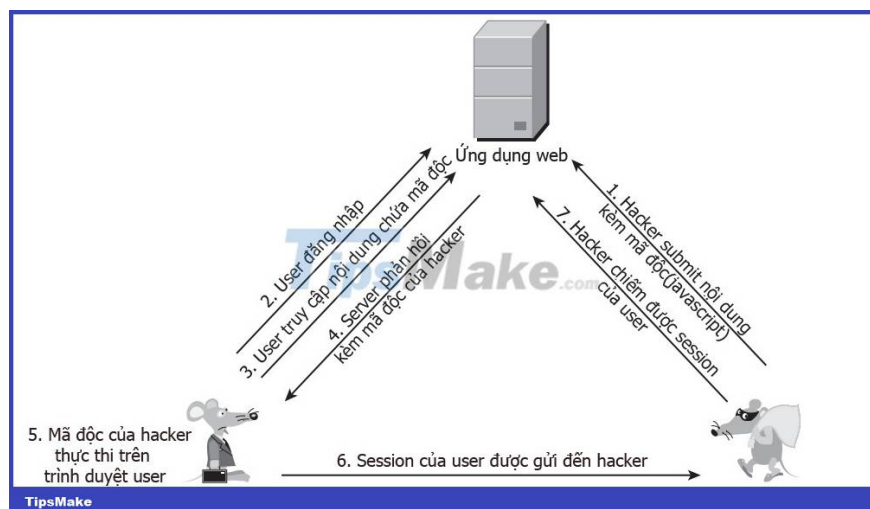 Ứng dụng web
1. Hacker submit nội dung
kèm mã độc(javascript)
2. User đăng nhập
3. User truy cập nội dung chứa mã độc
4. Server phản hồi
kèm mã độc của hacker
5. Mã độc của hacker
thực thi trên
trình duyệt user
6. Session của user được gửi đến hacker
7. Hacker chiếm được session
của user
TipsMake.com
TipsMake